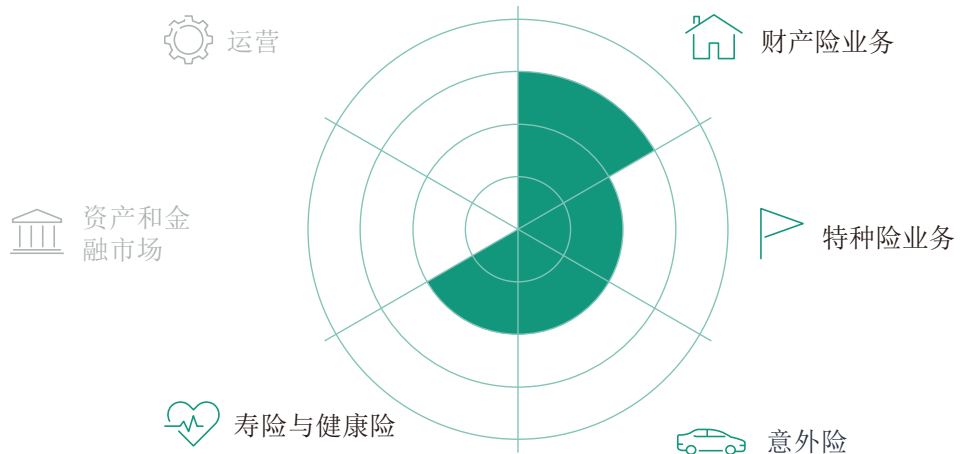 运营
财产险业务
资产和金
融市场
特种险业务
寿险与健康险
意外险